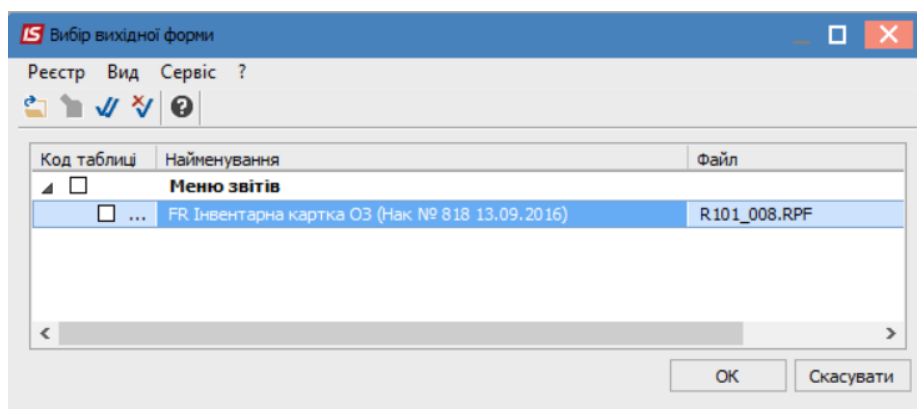 Вибір вихідної форми
Реєстр Вид Сервіс ?
Код таблиці Найменування Файл
Меню звітів
... FR Інвентарна картка ОЗ (Нак № 818 13.09.2016) R101_008.RPF
OK Скасувати